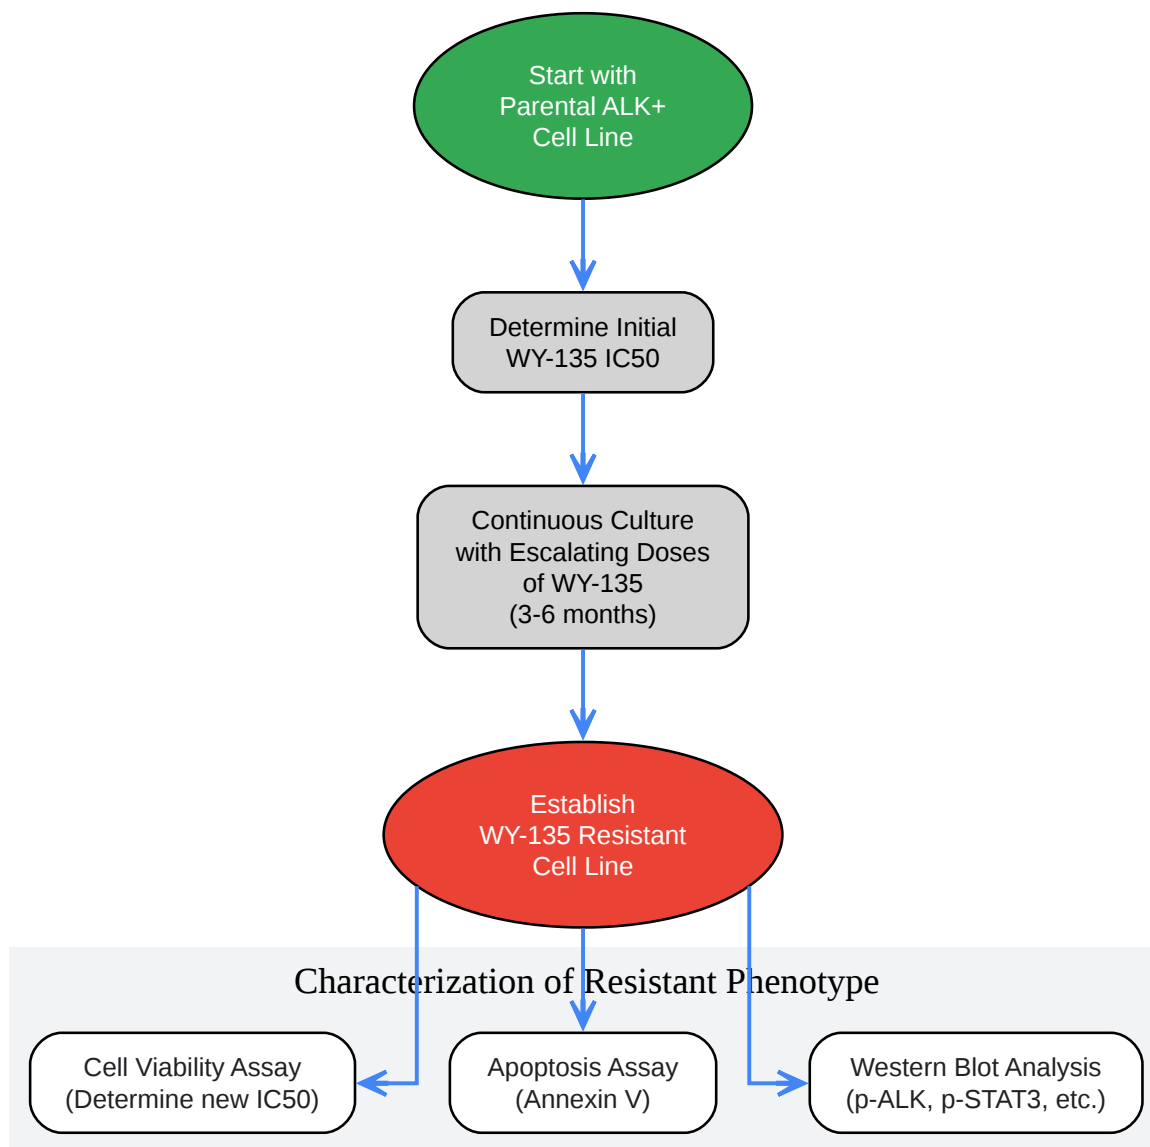 Start with
Parental ALK+
Cell Line
Determine Initial
WY-135 IC50
Continuous Culture
with Escalating Doses
of WY-135
(3-6 months)
Establish
WY-135 Resistant
Cell Line
Characterization of Resistant Phenotype
Cell Viability Assay
(Determine new IC50)
Apoptosis Assay
(Annexin V)
Western Blot Analysis
(p-ALK, p-STAT3, etc.)